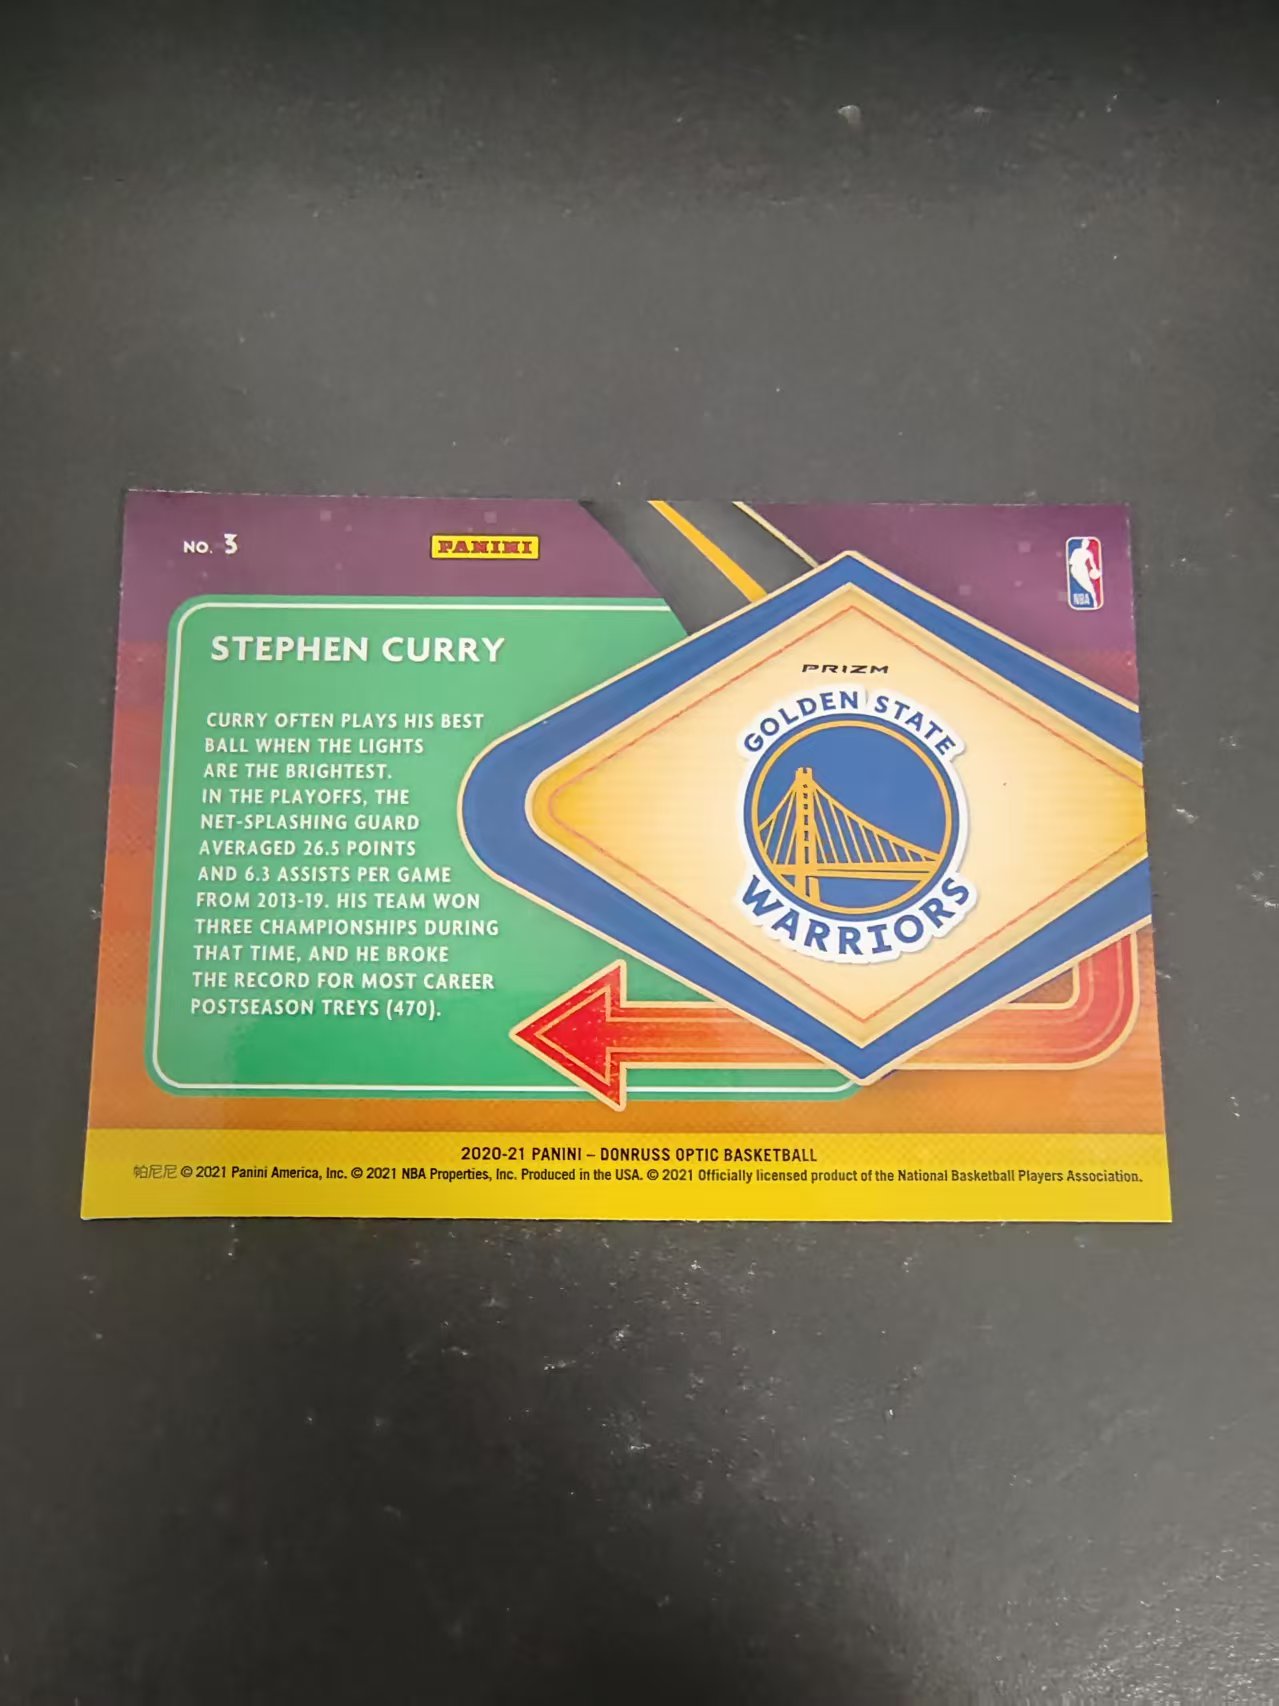 NO. 3
PANINI
NBA
STEPHEN CURRY
CURRY OFTEN PLAYS HIS BEST
BALL WHEN THE LIGHTS
ARE THE BRIGHTEST.
IN THE PLAYOFFS, THE
NET-SPLASHING GUARD
AVERAGED 26.5 POINTS
AND 6.3 ASSISTS PER GAME
FROM 2013-19. HIS TEAM WON
THREE CHAMPIONSHIPS DURING
THAT TIME, AND HE BROKE
THE RECORD FOR MOST CAREER
POSTSEASON TREYS (470).
PRIZM
GOLDEN STATE
WARRIORS
2020-21 PANINI – DONRUSS OPTIC BASKETBALL
帕尼尼 © 2021 Panini America, Inc. © 2021 NBA Properties, Inc. Produced in the USA. © 2021 Officially licensed product of the National Basketball Players Association.